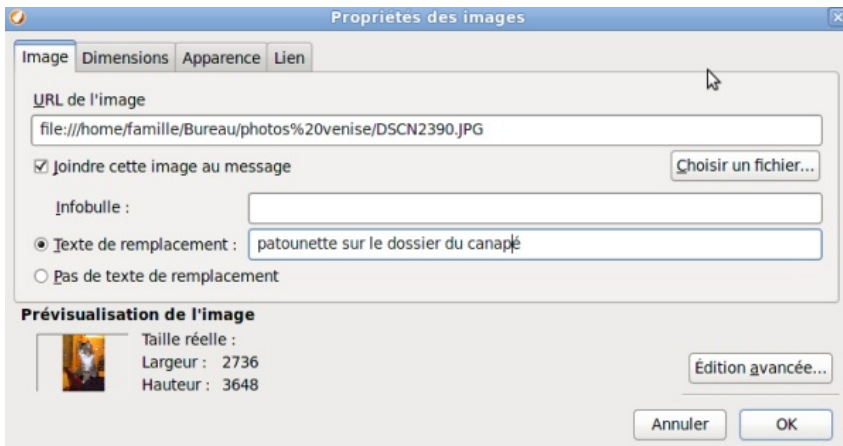 Propriétés des images
Image Dimensions Apparence Lien
URL de l'image
file:///home/famille/Bureau/photos%20venise/DSCN2390.JPG
Joindre cette image au message Choisir un fichier...
Infobulle :
Texte de remplacement : patounette sur le dossier du canapé
Pas de texte de remplacement
Prévisualisation de l'image
Taille réelle :
Largeur : 2736
Hauteur : 3648
Édition avancée...
Annuler OK